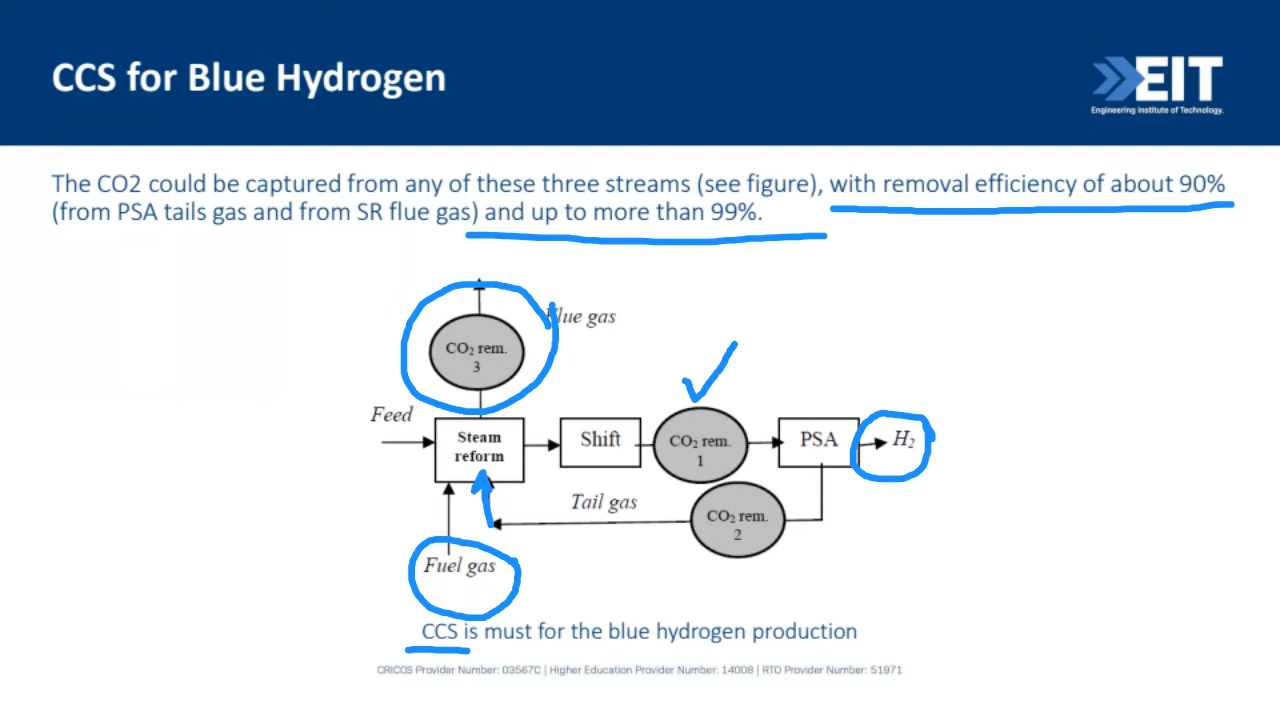 CCS for Blue Hydrogen
EIT
Engineering Institute of Technology.
The CO2 could be captured from any of these three streams (see figure), with removal efficiency of about 90%
(from PSA tails gas and from SR flue gas) and up to more than 99%.
Flue gas
CO₂ rem.
3
Feed
Steam
reform
Shift
CO₂ rem.
1
PSA
H₂
Tail gas
CO₂ rem.
2
Fuel gas
CCS is must for the blue hydrogen production
CRICOS Provider Number: 03567C | Higher Education Provider Number: 14008 | RTO Provider Number: 51971